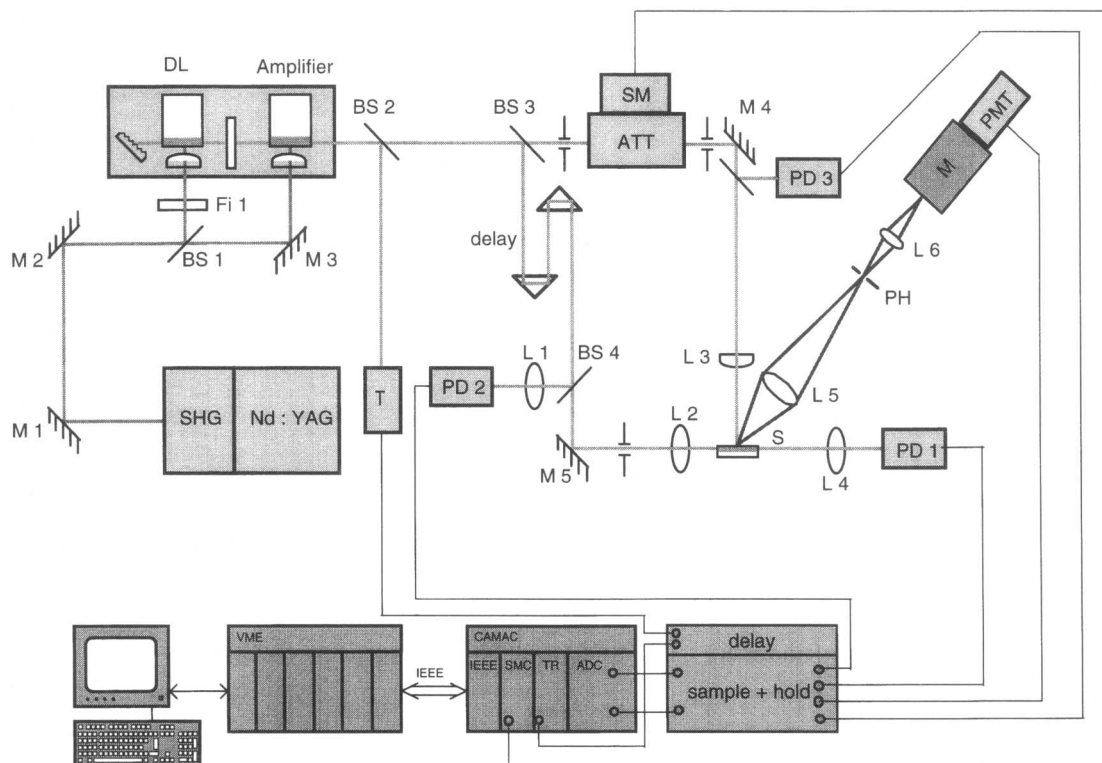 DL
Amplifier
BS 2
BS 3
SM
ATT
M 4
PMT
M
PD 3
Fi 1
M 2
BS 1
M 3
delay
L 6
PH
L 3
L 1
BS 4
PD 2
T
L 5
SHG
Nd : YAG
M 1
L 2
S
PD 1
M 5
L 4
VME
CAMAC
delay
IEEE
IEEE
SMC
TR
ADC
sample + hold